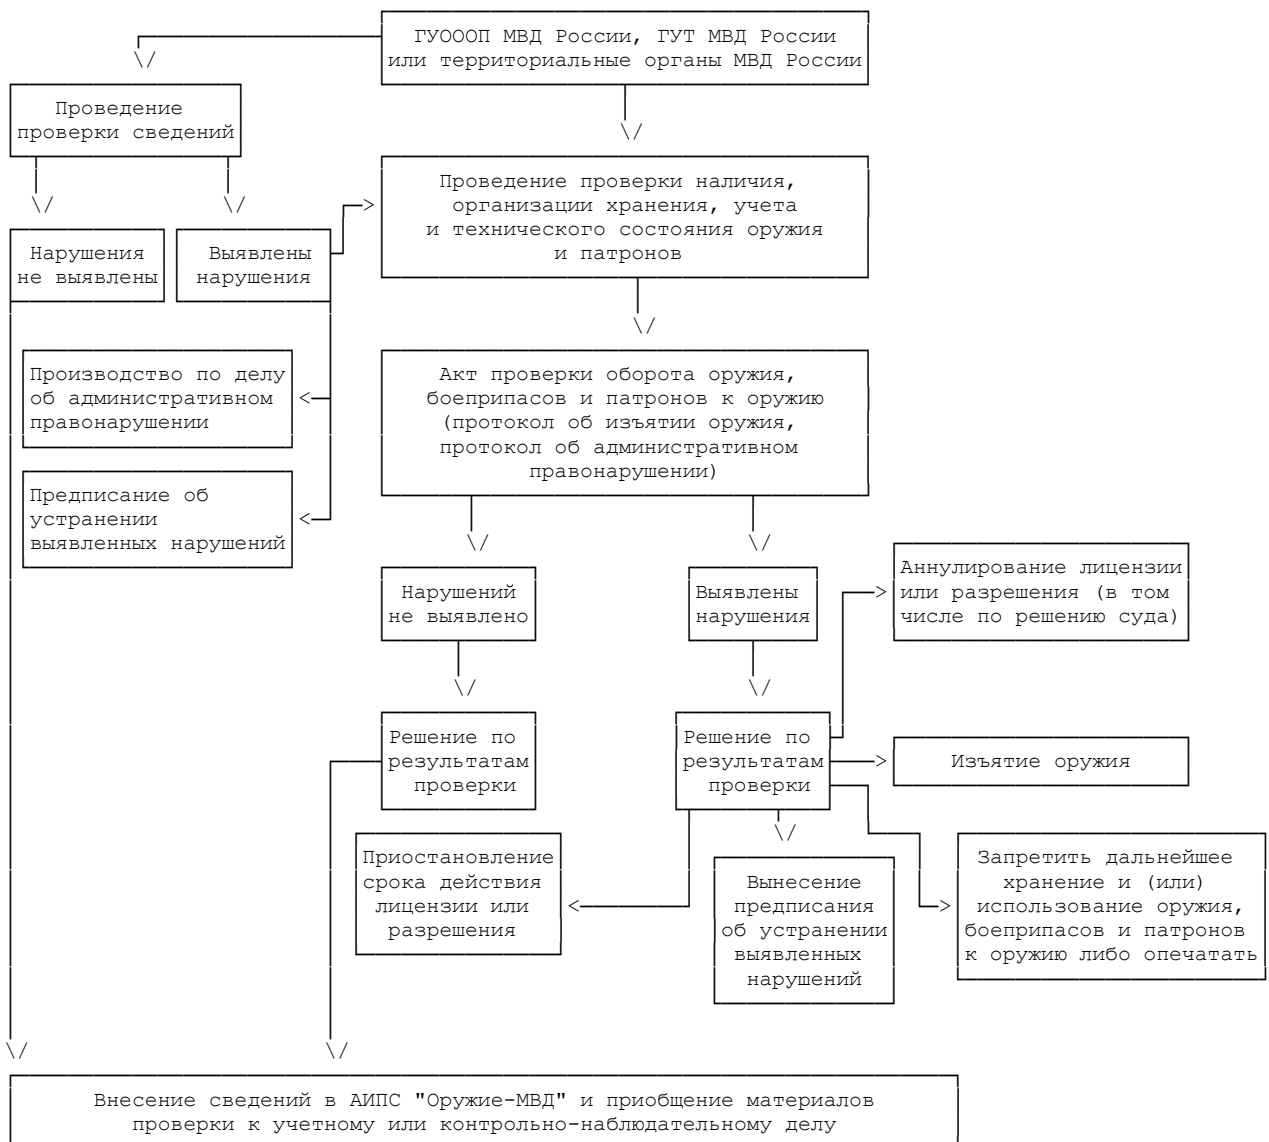 ГУОООП МВД России, ГУТ МВД России
или территориальные органы МВД России
Проведение
проверки сведений
Проведение проверки наличия,
организации хранения, учета
и технического состояния оружия
и патронов
Нарушения
не выявлены
Выявлены
нарушения
Производство по делу
об административном
правонарушении
Акт проверки оборота оружия,
боеприпасов и патронов к оружию
(протокол об изъятии оружия,
протокол об административном
правонарушении)
Предписание об
устранении
выявленных нарушений
Нарушений
не выявлено
Выявлены
нарушения
Аннулирование лицензии
или разрешения (в том
числе по решению суда)
Решение по
результатам
проверки
Решение по
результатам
проверки
Изъятие оружия
Приостановление
срока действия
лицензии или
разрешения
Вынесение
предписания
об устранении
выявленных
нарушений
Запретить дальнейшее
хранение и (или)
использование оружия,
боеприпасов и патронов
к оружию либо опечатать
Внесение сведений в АИПС "Оружие-МВД" и приобщение материалов
проверки к учетному или контрольно-наблюдательному делу